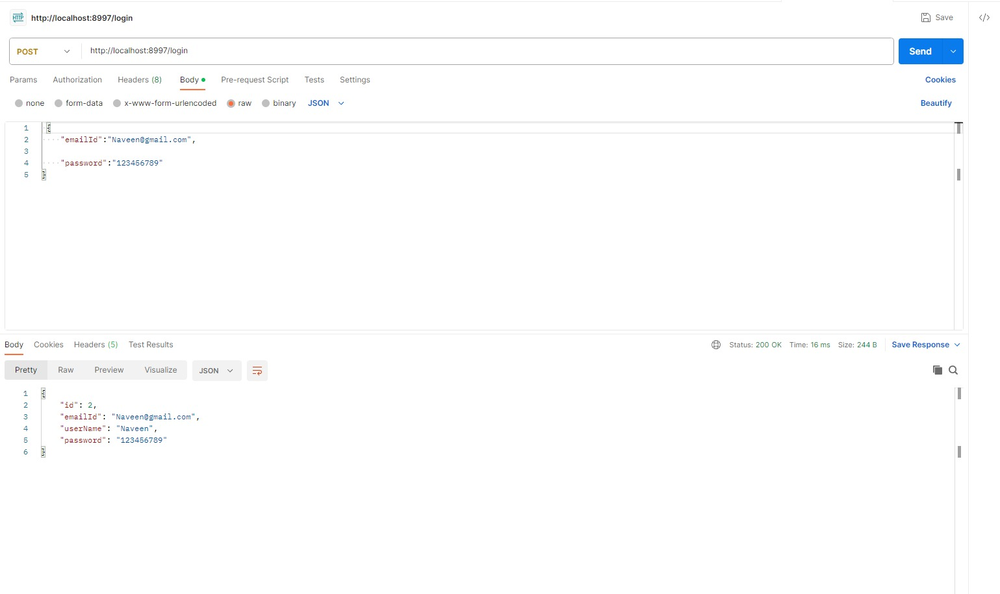 HTTP http://localhost:8997/login Save </>
POST http://localhost:8997/login Send
Params Authorization Headers (8) Body Pre-request Script Tests Settings Cookies
none form-data x-www-form-urlencoded raw binary JSON Beautify
1 {
2 "emailId":"Naveen@gmail.com",
3
4 "password":"123456789"
5 }
Body Cookies Headers (5) Test Results Status: 200 OK Time: 16 ms Size: 244 B Save Response
Pretty Raw Preview Visualize JSON
1 {
2 "id": 2,
3 "emailId": "Naveen@gmail.com",
4 "userName": "Naveen",
5 "password": "123456789"
6 }